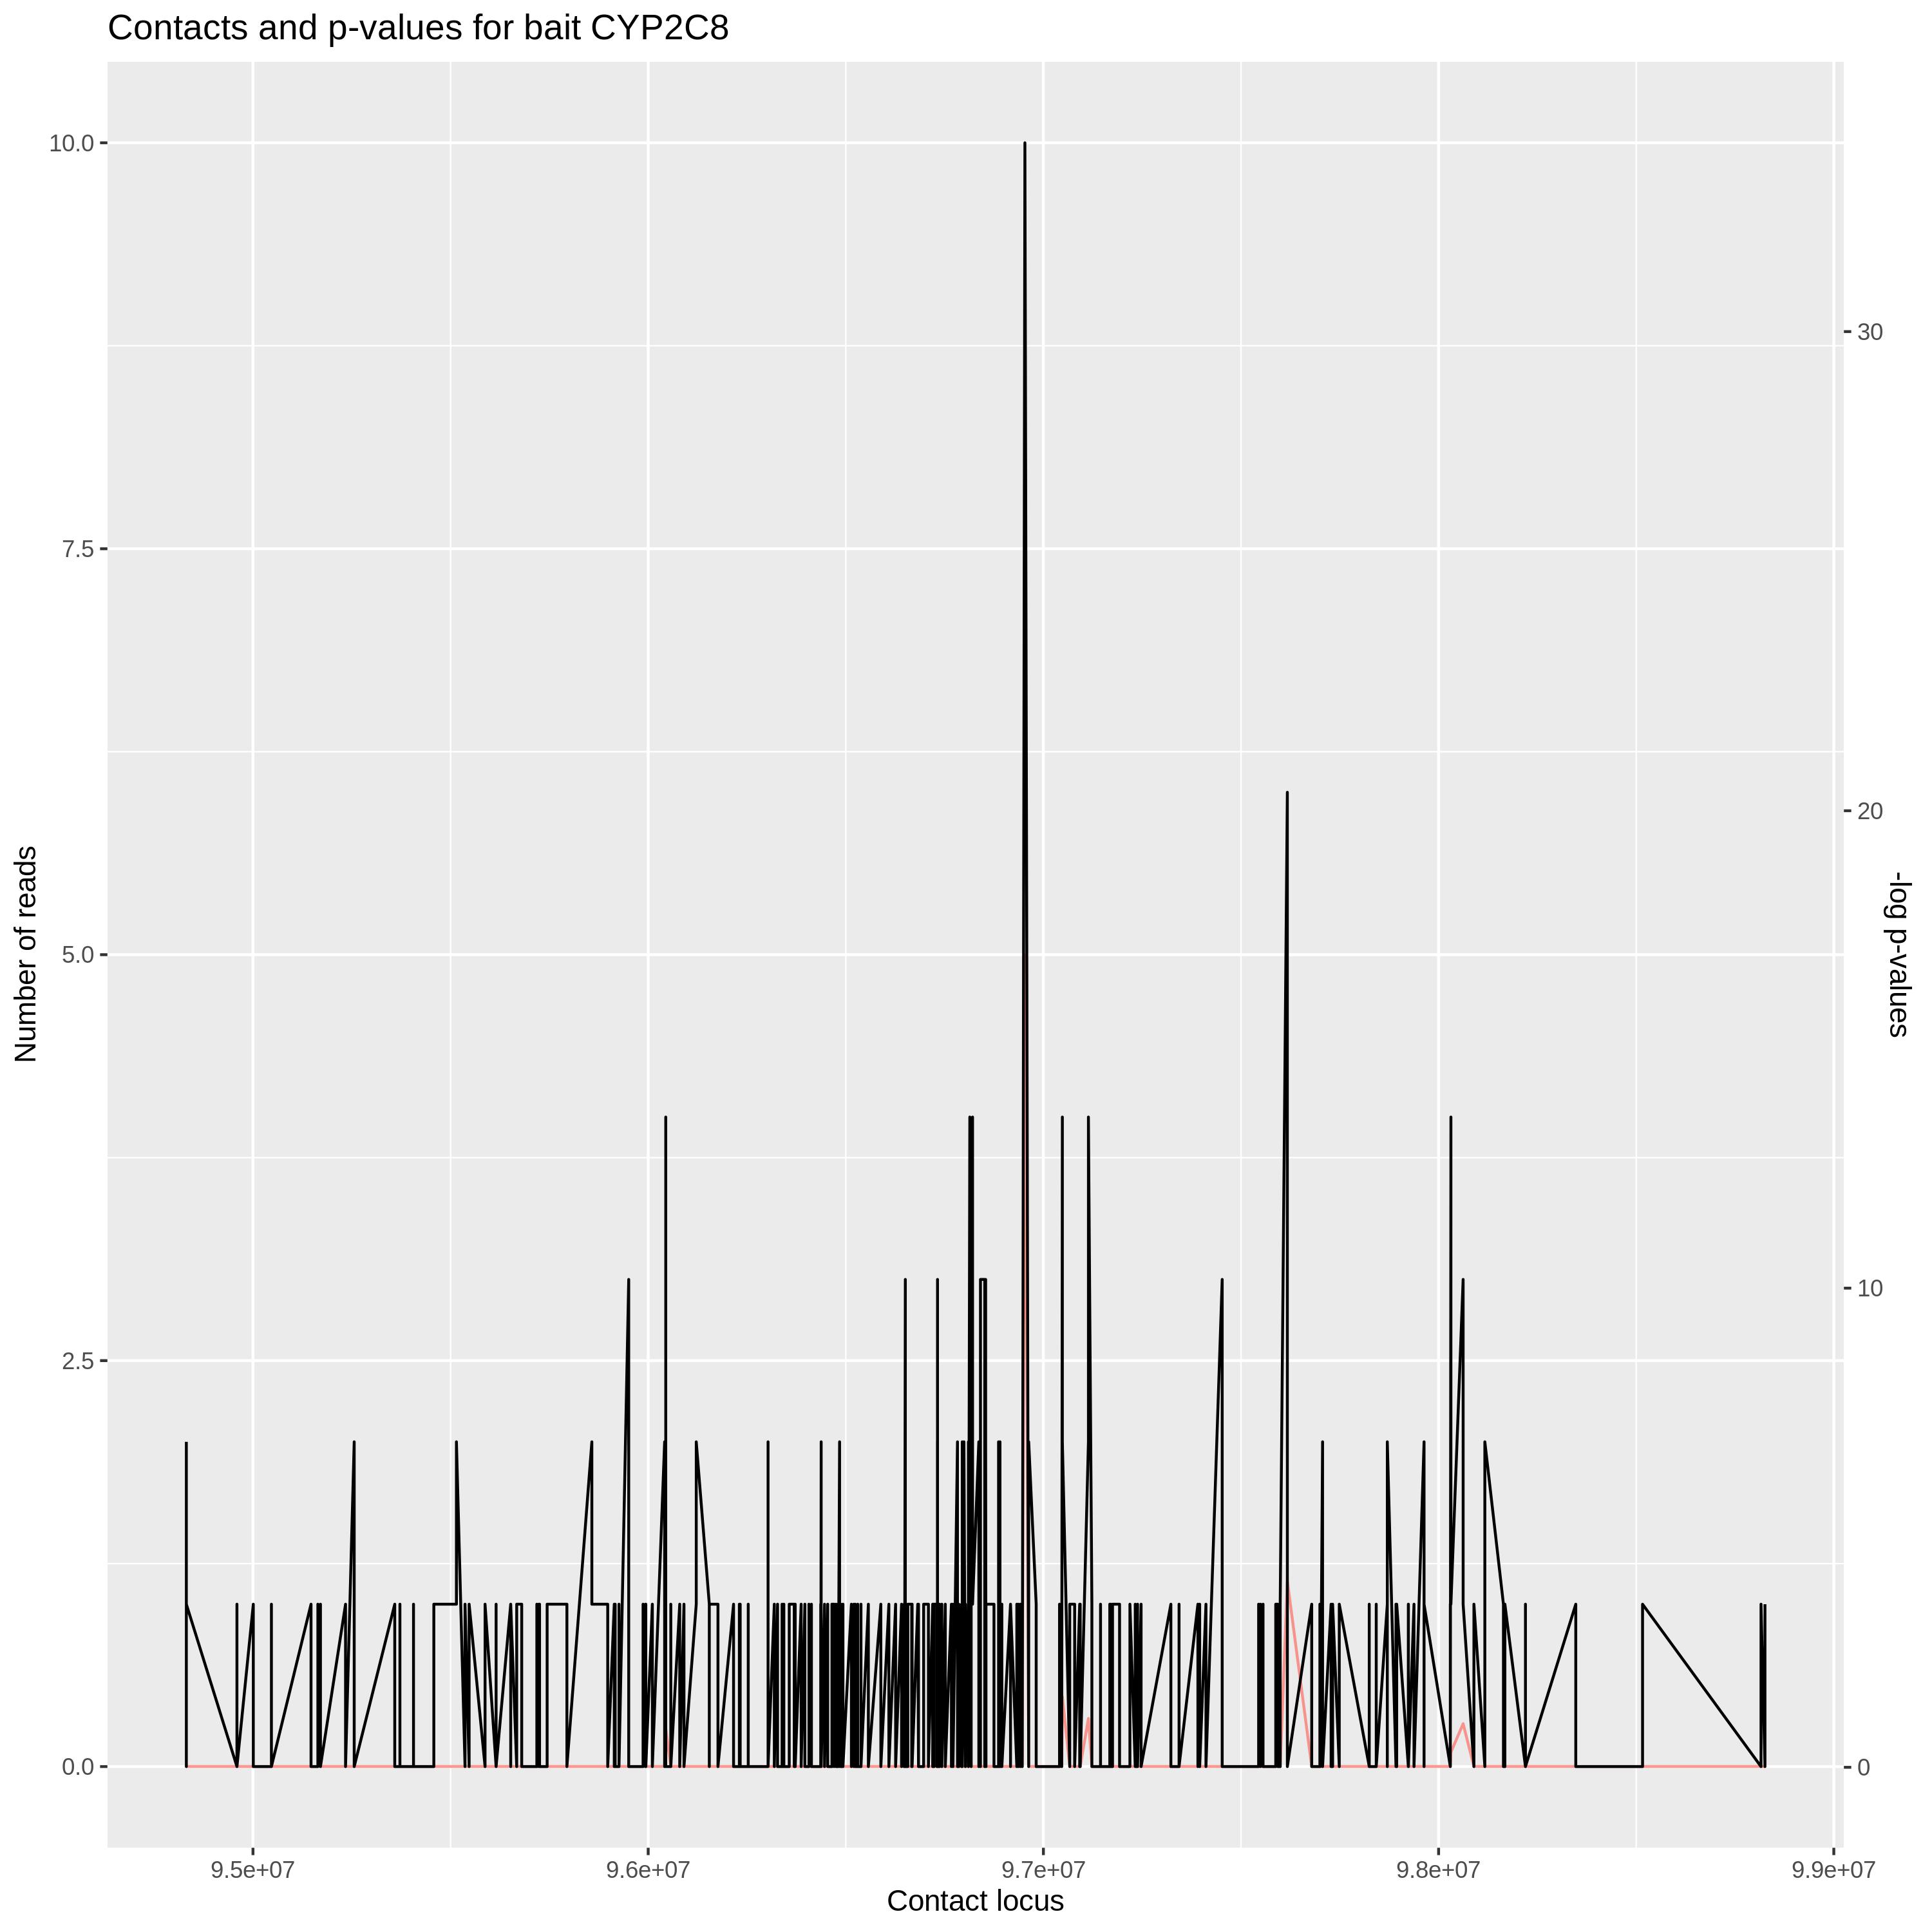 Contacts and p-values for bait CYP2C8
10.0
7.5
5.0
2.5
0.0
Number of reads
30
20
10
0
-log p-values
9.5e+07
9.6e+07
9.7e+07
9.8e+07
9.9e+07
Contact locus